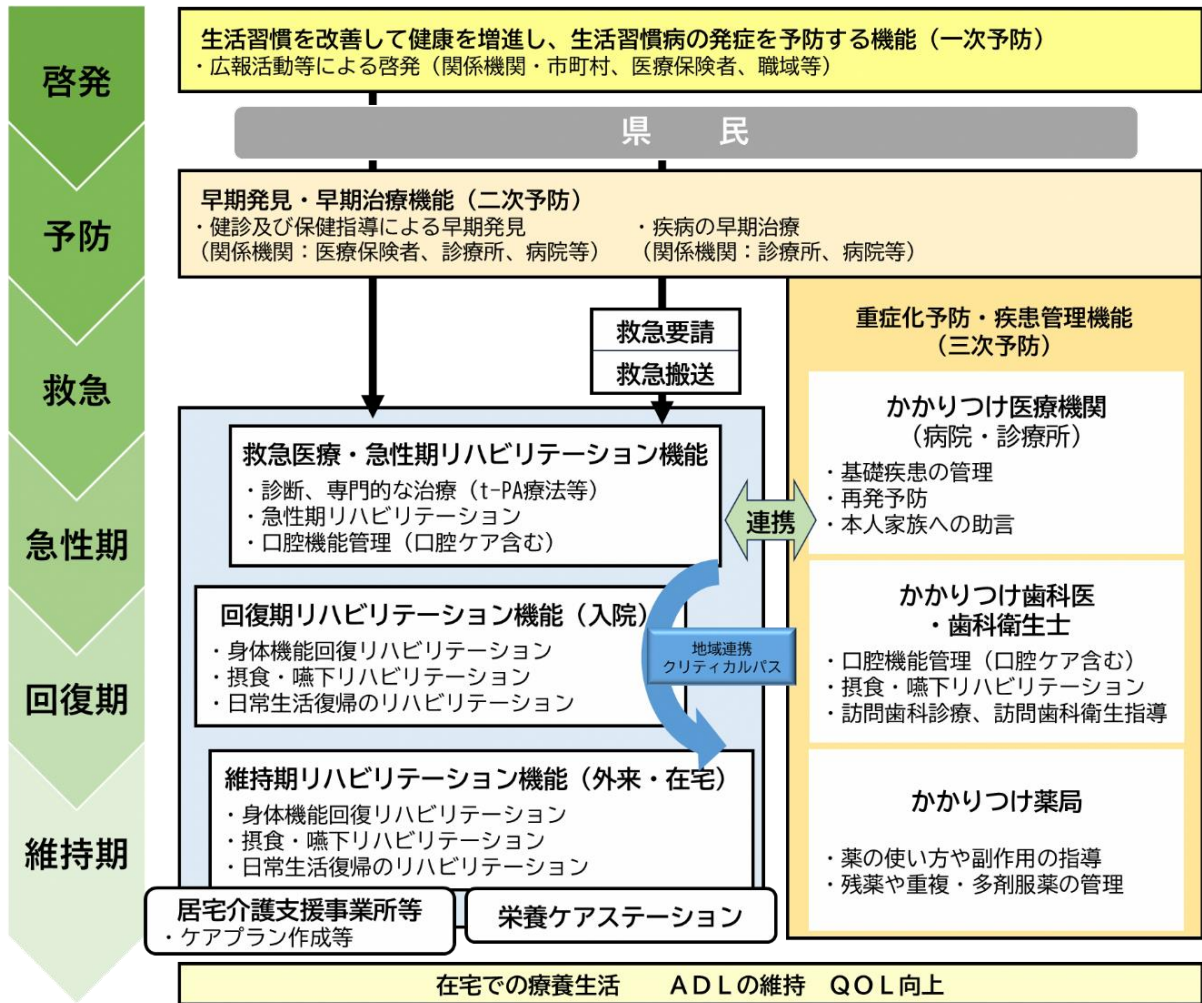 啓発
予防
救急
急性期
回復期
維持期
生活習慣を改善して健康を増進し、生活習慣病の発症を予防する機能（一次予防）
・広報活動等による啓発（関係機関・市町村、医療保険者、職域等）
県　　民
早期発見・早期治療機能（二次予防）
・健診及び保健指導による早期発見
（関係機関：医療保険者、診療所、病院等）
・疾病の早期治療
（関係機関：診療所、病院等）
救急要請
救急搬送
救急医療・急性期リハビリテーション機能
・診断、専門的な治療（t-PA療法等）
・急性期リハビリテーション
・口腔機能管理（口腔ケア含む）
連携
回復期リハビリテーション機能（入院）
・身体機能回復リハビリテーション
・摂食・嚥下リハビリテーション
・日常生活復帰のリハビリテーション
地域連携
クリティカルパス
維持期リハビリテーション機能（外来・在宅）
・身体機能回復リハビリテーション
・摂食・嚥下リハビリテーション
・日常生活復帰のリハビリテーション
居宅介護支援事業所等
・ケアプラン作成等
栄養ケアステーション
重症化予防・疾患管理機能
（三次予防）
かかりつけ医療機関
（病院・診療所）
・基礎疾患の管理
・再発予防
・本人家族への助言
かかりつけ歯科医
・歯科衛生士
・口腔機能管理（口腔ケア含む）
・摂食・嚥下リハビリテーション
・訪問歯科診療、訪問歯科衛生指導
かかりつけ薬局
・薬の使い方や副作用の指導
・残薬や重複・多剤服薬の管理
在宅での療養生活　　ＡＤＬの維持　ＱＯＬ向上